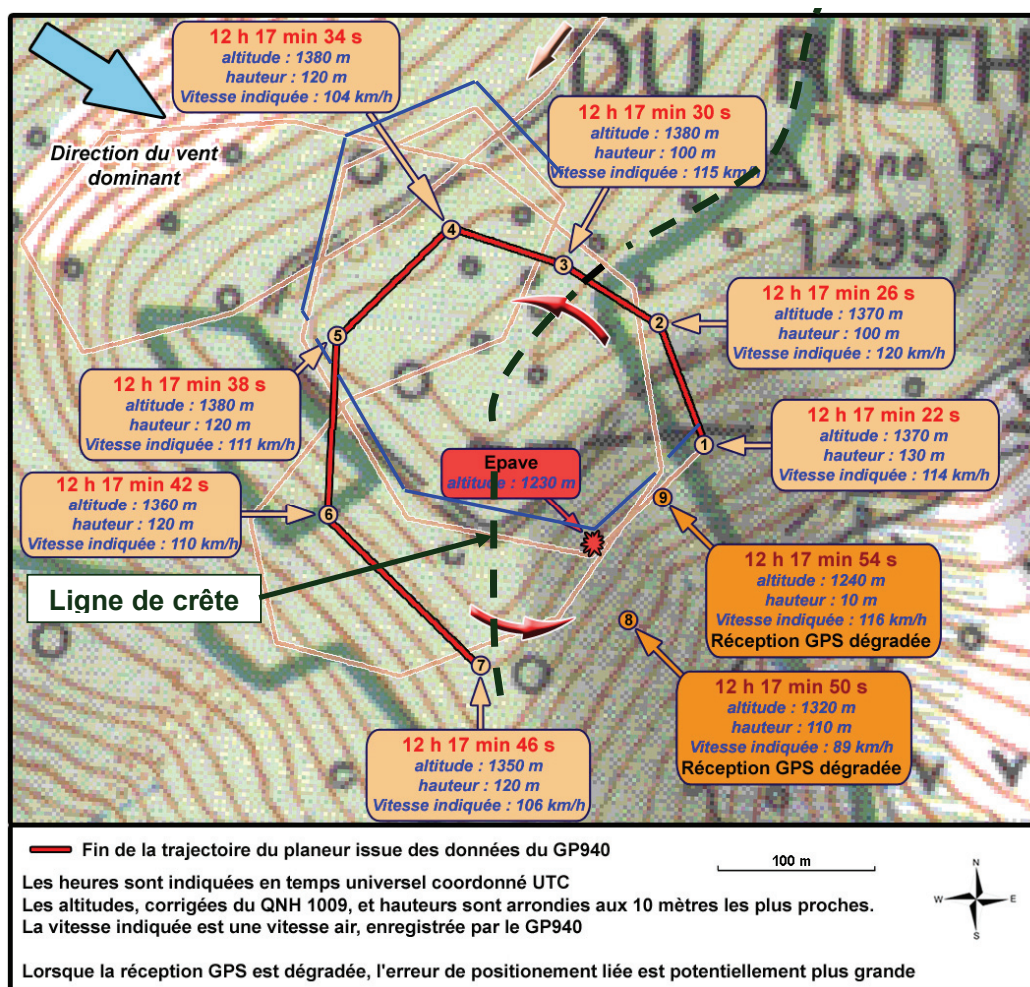 DU RUTH
1299
12 h 17 min 34 s
altitude : 1380 m
hauteur : 120 m
Vitesse indiquée : 104 km/h
Direction du vent
dominant
12 h 17 min 30 s
altitude : 1380 m
hauteur : 100 m
Vitesse indiquée : 115 km/h
4
3
12 h 17 min 26 s
altitude : 1370 m
hauteur : 100 m
Vitesse indiquée : 120 km/h
2
5
12 h 17 min 38 s
altitude : 1380 m
hauteur : 120 m
Vitesse indiquée : 111 km/h
12 h 17 min 22 s
altitude : 1370 m
hauteur : 130 m
Vitesse indiquée : 114 km/h
1
Epave
altitude : 1230 m
12 h 17 min 42 s
altitude : 1360 m
hauteur : 120 m
Vitesse indiquée : 110 km/h
6
9
12 h 17 min 54 s
altitude : 1240 m
hauteur : 10 m
Vitesse indiquée : 116 km/h
Réception GPS dégradée
Ligne de crête
8
7
12 h 17 min 50 s
altitude : 1320 m
hauteur : 110 m
Vitesse indiquée : 89 km/h
Réception GPS dégradée
12 h 17 min 46 s
altitude : 1350 m
hauteur : 120 m
Vitesse indiquée : 106 km/h
Fin de la trajectoire du planeur issue des données du GP940
100 m
Les heures sont indiquées en temps universel coordonné UTC
Les altitudes, corrigées du QNH 1009, et hauteurs sont arrondies aux 10 mètres les plus proches.
La vitesse indiquée est une vitesse air, enregistrée par le GP940
N
W E
S
Lorsque la réception GPS est dégradée, l'erreur de positionement liée est potentiellement plus grande